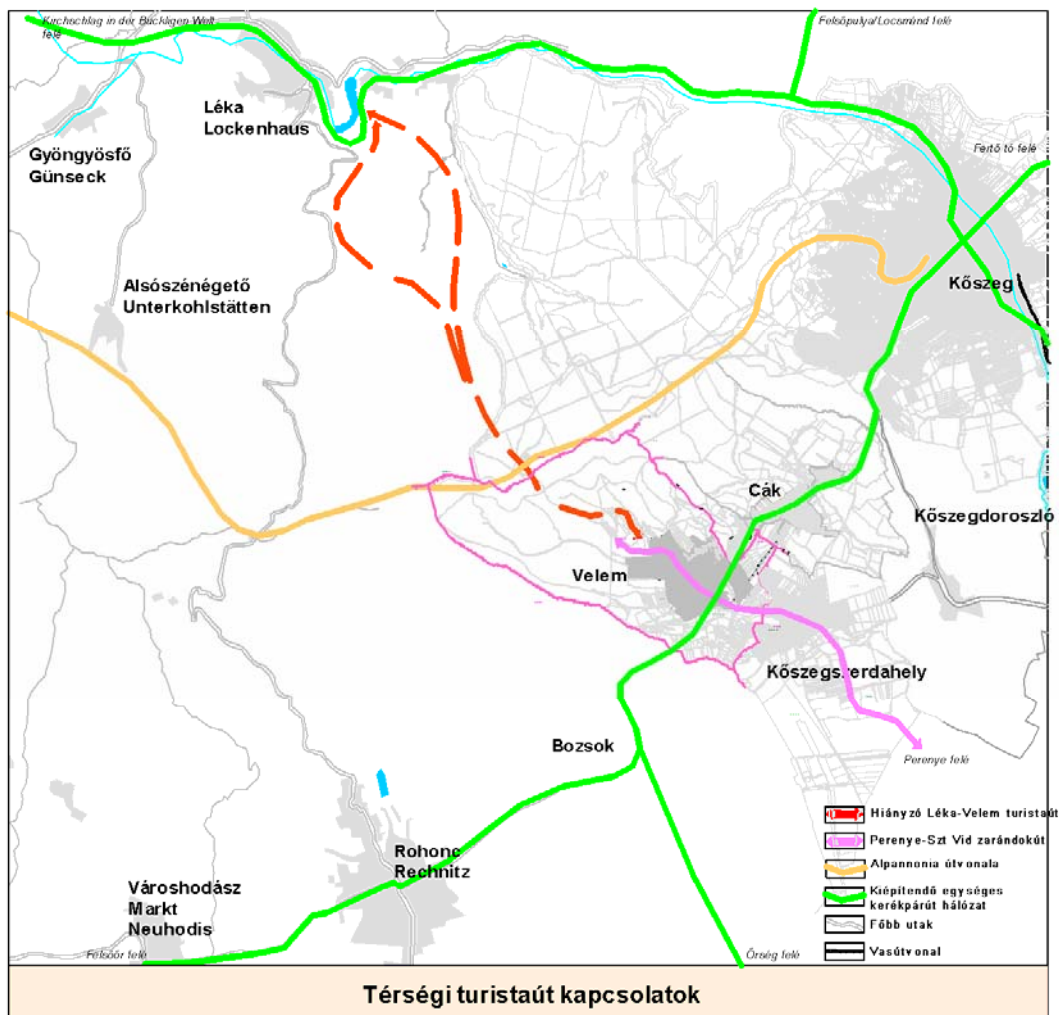 Kirchschlag in der Buckligen Welt
felé
Felsőpulya/Locsmánd felé
Léka
Lockenhaus
Gyöngyösfő
Günseck
Fertő tó felé
Alsószénégető
Unterkohlstätten
Kőszeg
Cák
Kőszegdoroszló
Velem
Kőszegszerdahely
Bozsok
Perenye felé
Rohonc
Rechnitz
Városhodász
Markt
Neuhodis
Felsőőr felé
Őrség felé
Hiányzó Léka-Velem turistaút
Perenye-Szt Vid zarándokút
Alpannonia útvonala
Kiépítendő egységes
kerékpárút hálózat
Főbb utak
Vasútvonal
Térségi turistaút kapcsolatok